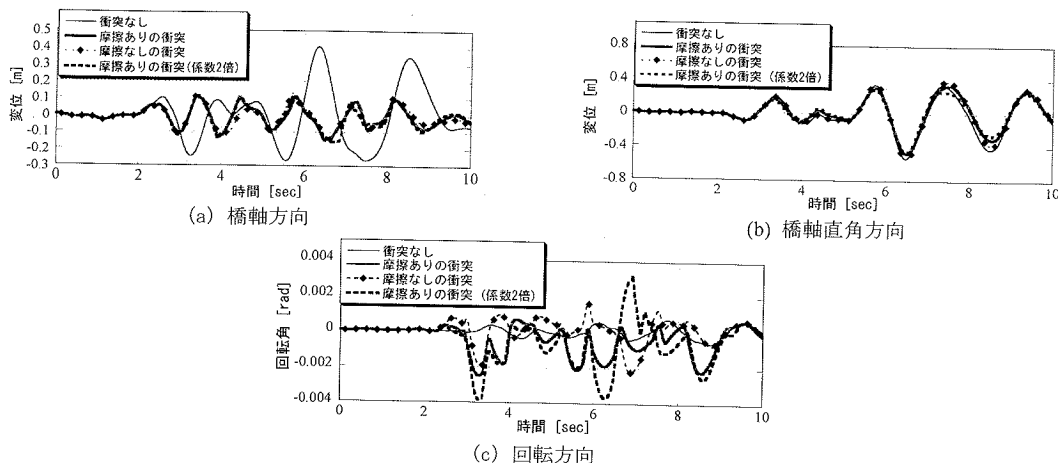 0.5
0.4
0.3
0.2
0.1
0
-0.1
-0.2
-0.3
変位 [m]
衝突なし
摩擦ありの衝突
摩擦なしの衝突
摩擦ありの衝突(係数2倍)
0 2 4 6 8 10
時間 [sec]
(a) 橋軸方向
0.8
0.4
0
-0.4
-0.8
変位 [m]
衝突なし
摩擦ありの衝突
摩擦なしの衝突
摩擦ありの衝突 (係数2倍)
0 2 4 6 8 10
時間 [sec]
(b) 橋軸直角方向
0.004
0.002
0
-0.002
-0.004
回転角 [rad]
衝突なし
摩擦ありの衝突
摩擦なしの衝突
摩擦ありの衝突 (係数2倍)
0 2 4 6 8 10
時間 [sec]
(c) 回転方向